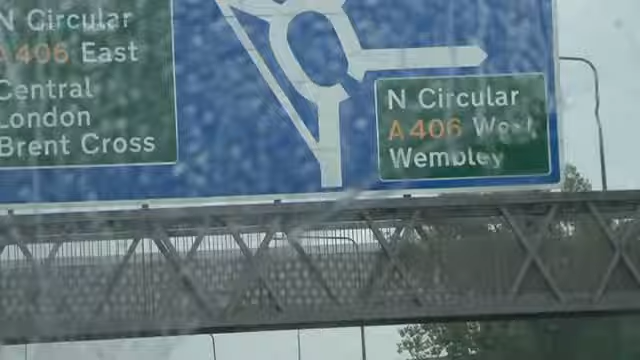 N Circular
A406 East
Central
London
Brent Cross
N Circular
A406 West
Wembley